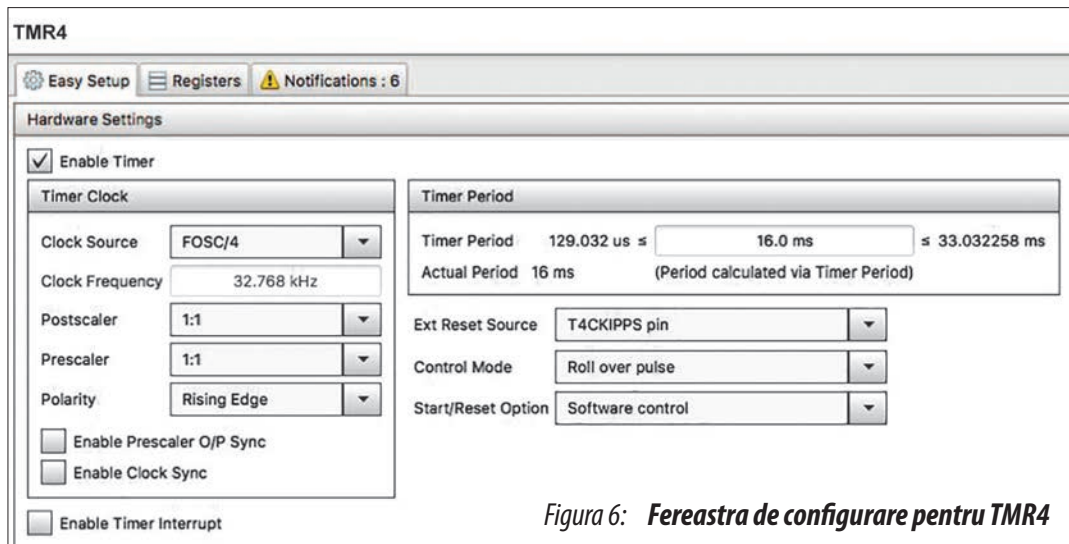 TMR4
Easy Setup
Registers
Notifications : 6
Hardware Settings
Enable Timer
Timer Clock
Clock Source FOSC/4
Clock Frequency 32.768 kHz
Postscaler 1:1
Prescaler 1:1
Polarity Rising Edge
Enable Prescaler O/P Sync
Enable Clock Sync
Enable Timer Interrupt
Timer Period
Timer Period 129.032 us ≤ 16.0 ms ≤ 33.032258 ms
Actual Period 16 ms (Period calculated via Timer Period)
Ext Reset Source T4CKIPPS pin
Control Mode Roll over pulse
Start/Reset Option Software control
Figura 6: Fereastra de configurare pentru TMR4